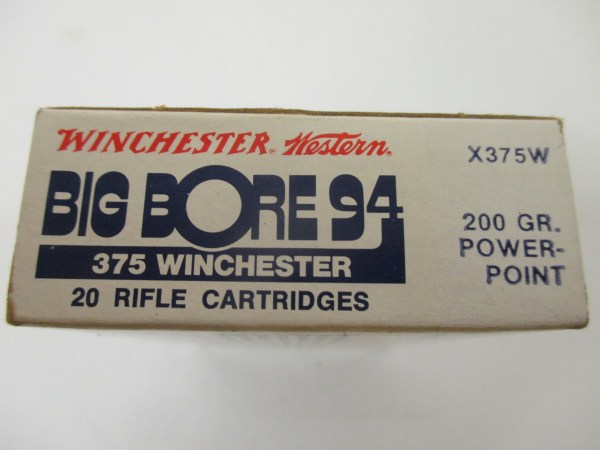 WINCHESTER Western
BIG BORE 94
375 WINCHESTER
20 RIFLE CARTRIDGES
X375W
200 GR.
POWER-
POINT